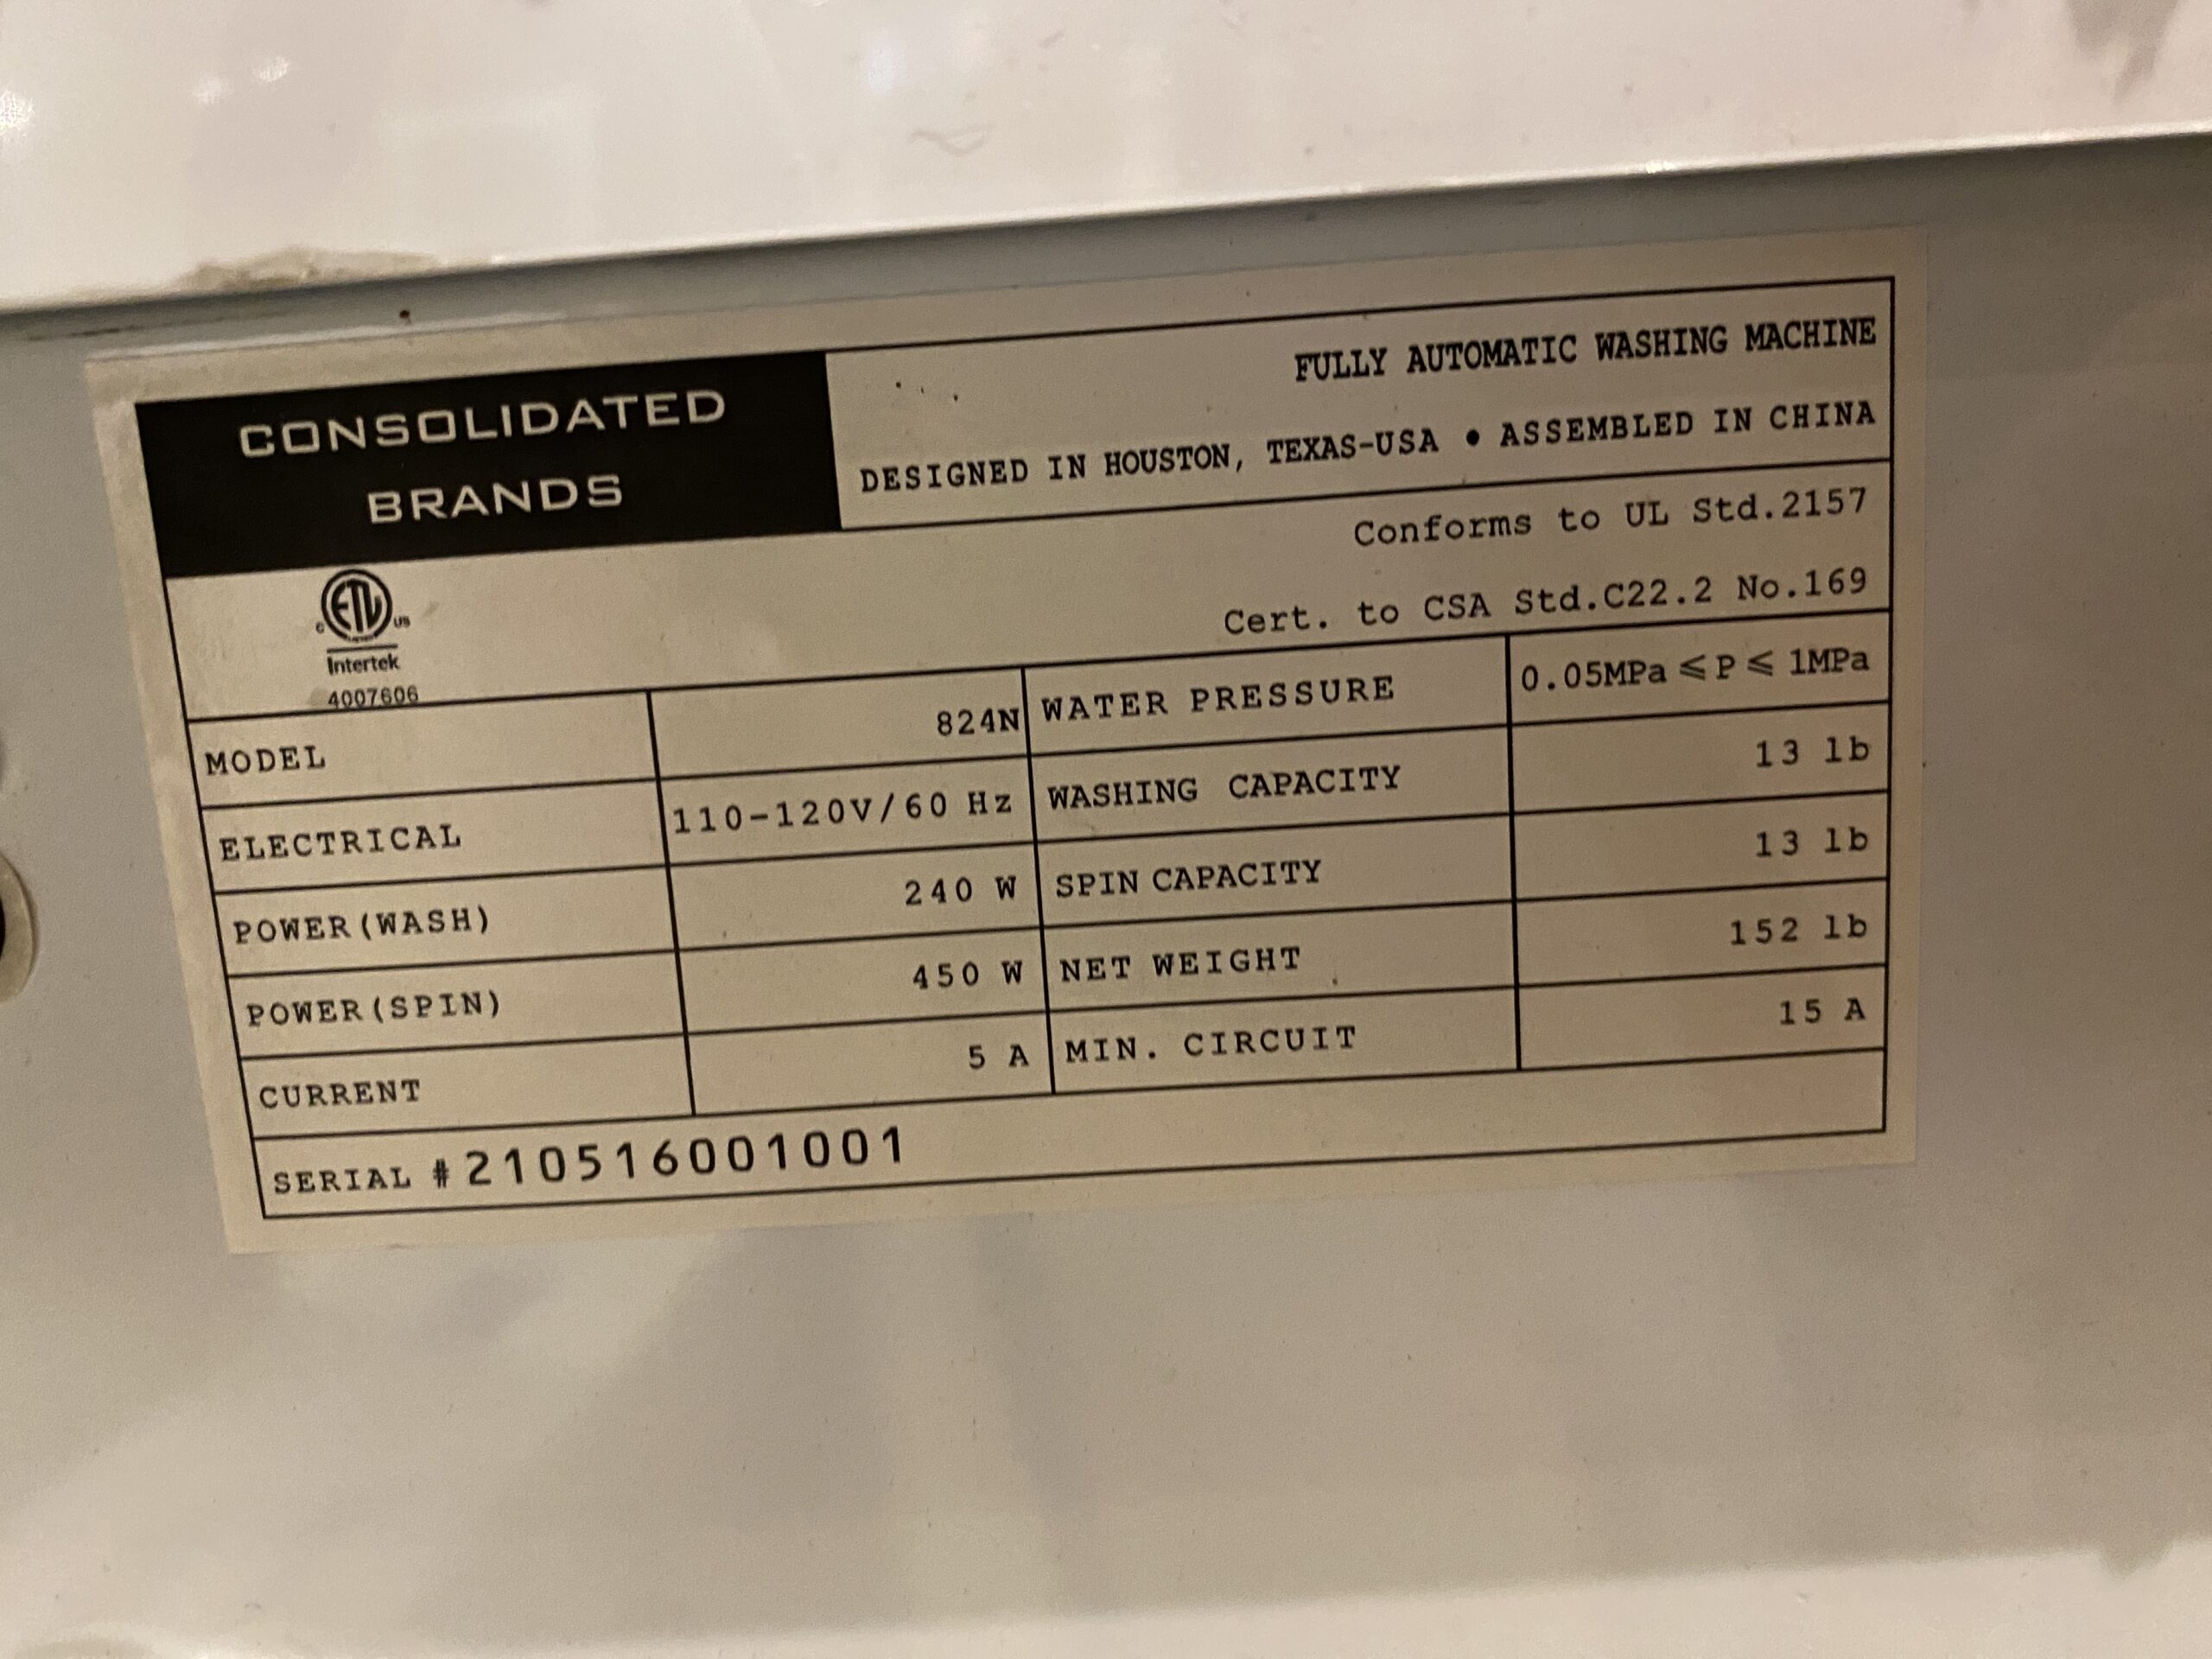 CONSOLIDATED
BRANDS
FULLY AUTOMATIC WASHING MACHINE
DESIGNED IN HOUSTON, TEXAS-USA • ASSEMBLED IN CHINA
Conforms to UL Std.2157
Cert. to CSA Std.C22.2 No.169
C ETL US
Intertek
4007606
MODEL 824N WATER PRESSURE 0.05MPa ⩽ P ⩽ 1MPa
ELECTRICAL 110-120V/60 Hz WASHING CAPACITY 13 lb
POWER(WASH) 240 W SPIN CAPACITY 13 lb
POWER(SPIN) 450 W NET WEIGHT 152 lb
CURRENT 5 A MIN. CIRCUIT 15 A
SERIAL #210516001001